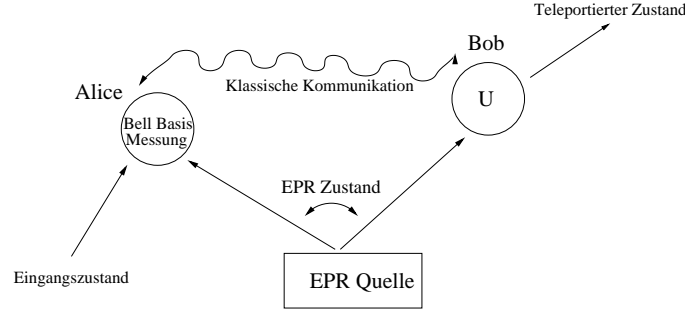 Teleportierter Zustand
Bob
Klassische Kommunikation
Alice
U
Bell Basis
Messung
EPR Zustand
Eingangszustand
EPR Quelle